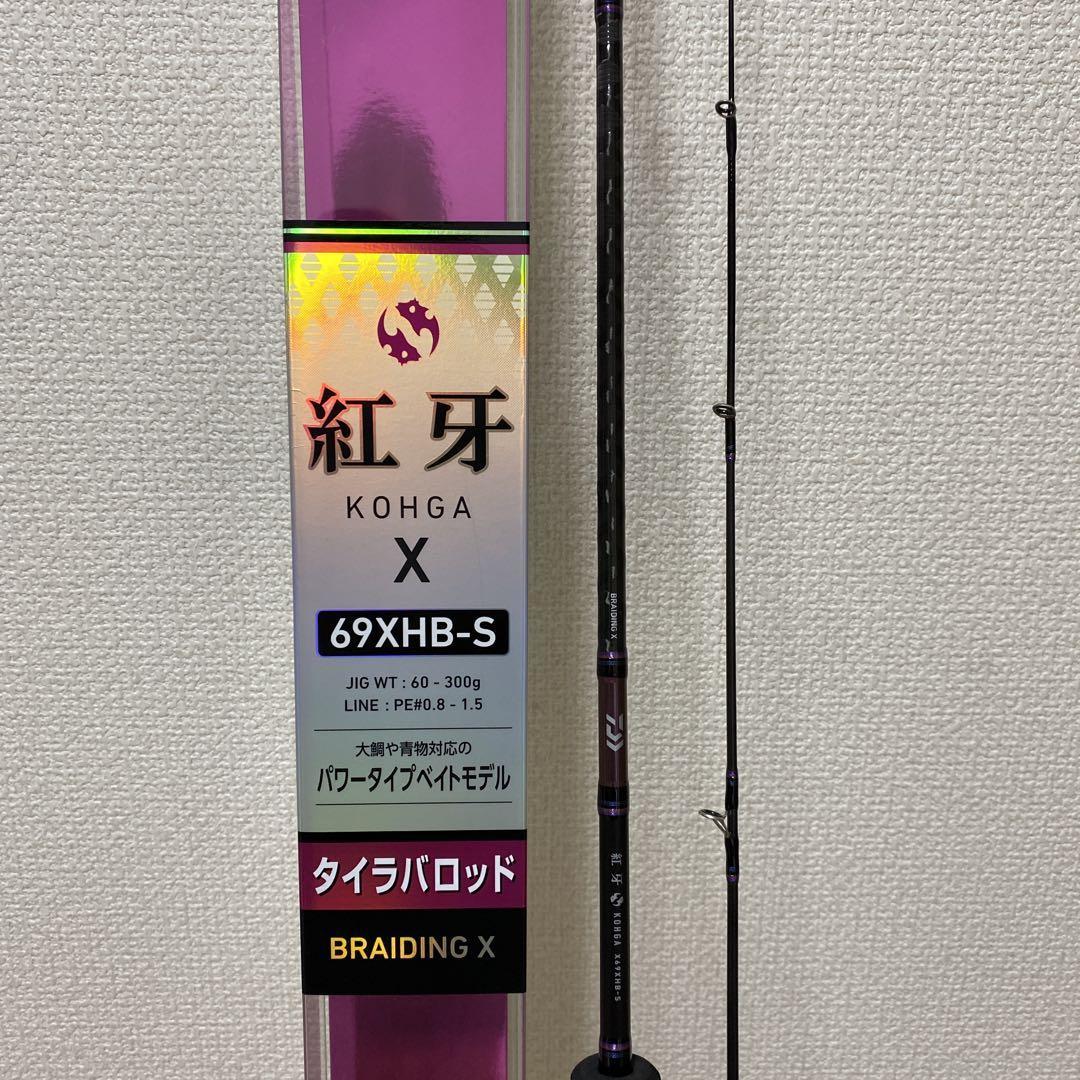 紅牙
KOHGA
X
69XHB-S
JIG WT : 60 - 300g
LINE : PE#0.8 - 1.5
大鯛や青物対応の
パワータイプベイトモデル
タイラバロッド
BRAIDING X
BRAIDING X
紅牙 KOHGA X69XHB-S